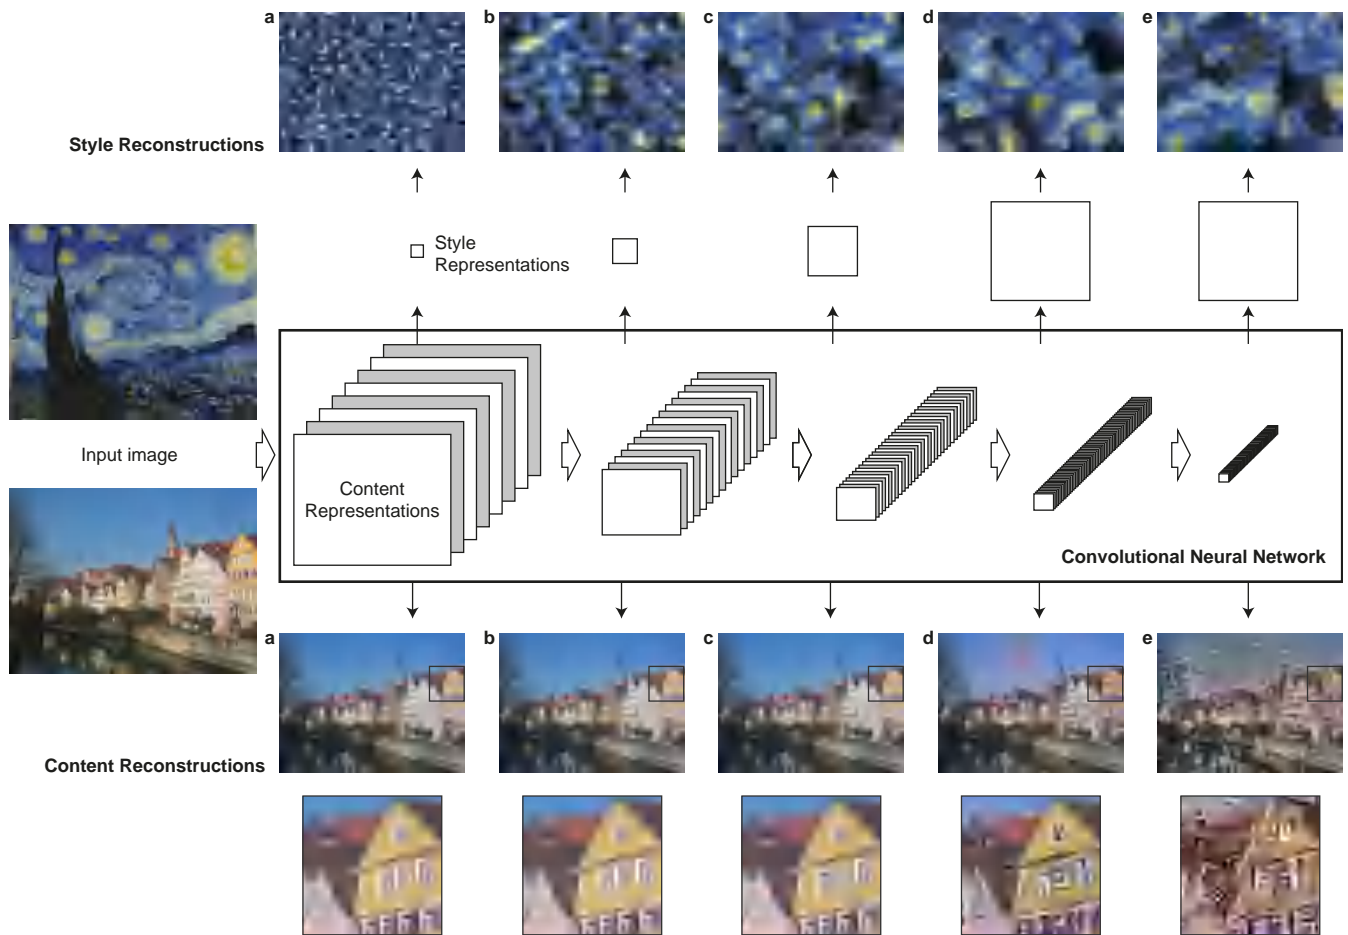 a
b
c
d
e
Style Reconstructions
Style
Representations
Input image
Content
Representations
Convolutional Neural Network
a
b
c
d
e
Content Reconstructions